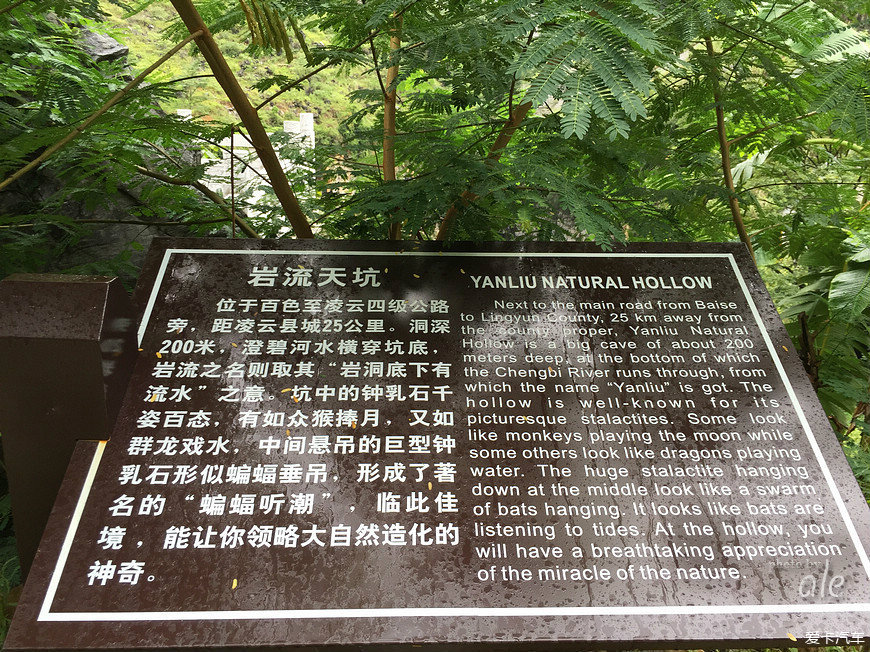 岩流天坑
位于百色至凌云四级公路
旁，距凌云县城25公里。洞深
200米，澄碧河水横穿坑底，
岩流之名则取其“岩洞底下有
流水”之意。坑中的钟乳石千
姿百态，有如众猴捧月，又如
群龙戏水，中间悬吊的巨型钟
乳石形似蝙蝠垂吊，形成了著
名的“蝙蝠听潮”，临此佳
境，能让你领略大自然造化的
神奇。
YANLIU NATURAL HOLLOW
Next to the main road from Baise
to Lingyun County, 25 km away from
the county proper, Yanliu Natural
Hollow is a big cave of about 200
meters deep, at the bottom of which
the Chengbi River runs through, from
which the name “Yanliu” is got. The
hollow is well-known for its
picturesque stalactites. Some look
like monkeys playing the moon while
some others look like dragons playing
water. The huge stalactite hanging
down at the middle look like a swarm
of bats hanging. It looks like bats are
listening to tides. At the hollow, you
will have a breathtaking appreciation
of the miracle of the nature.
photo by
ale
爱卡汽车